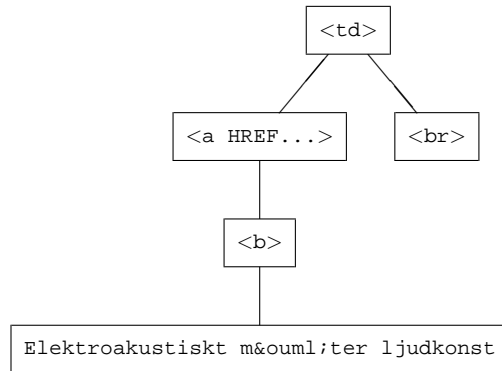 <td>
<a HREF...>
<br>
<b>
Elektroakustiskt m&ouml;ter ljudkonst